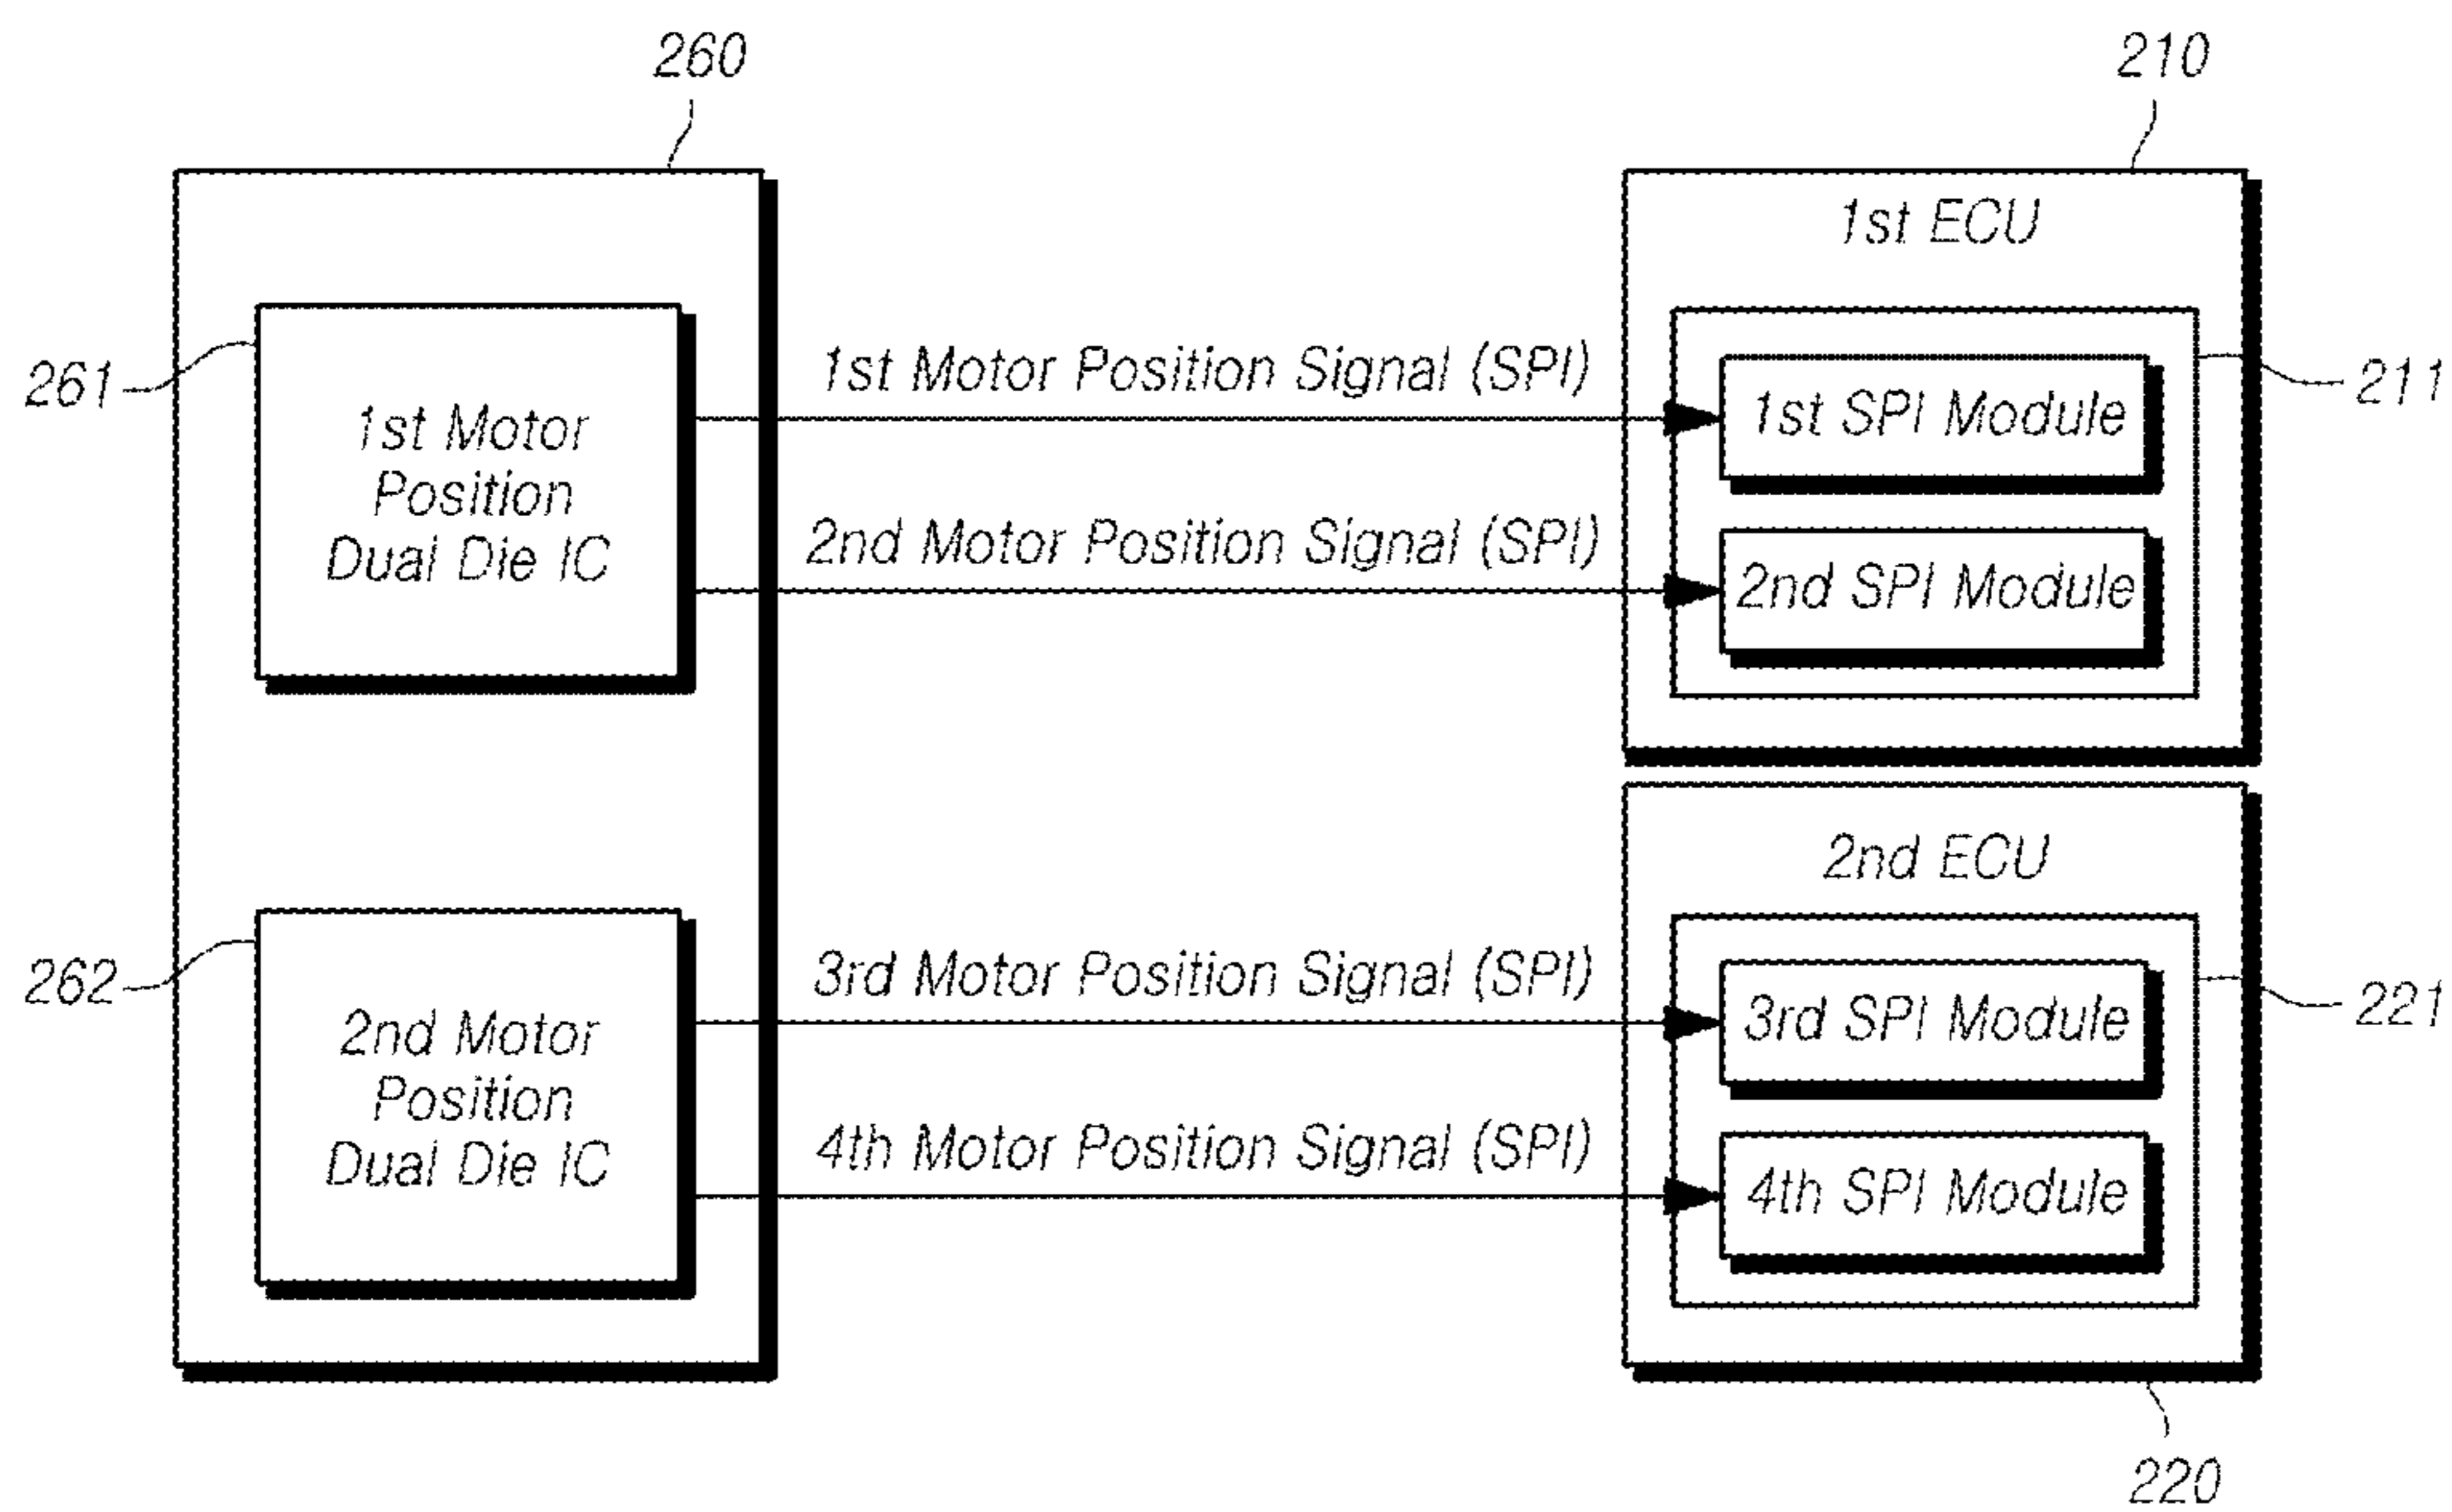 260
210
1st ECU
261
1st Motor
Position
Dual Die IC
1st Motor Position Signal (SPI)
2nd Motor Position Signal (SPI)
1st SPI Module
2nd SPI Module
211
2nd ECU
262
2nd Motor
Position
Dual Die IC
3rd Motor Position Signal (SPI)
4th Motor Position Signal (SPI)
3rd SPI Module
4th SPI Module
221
220